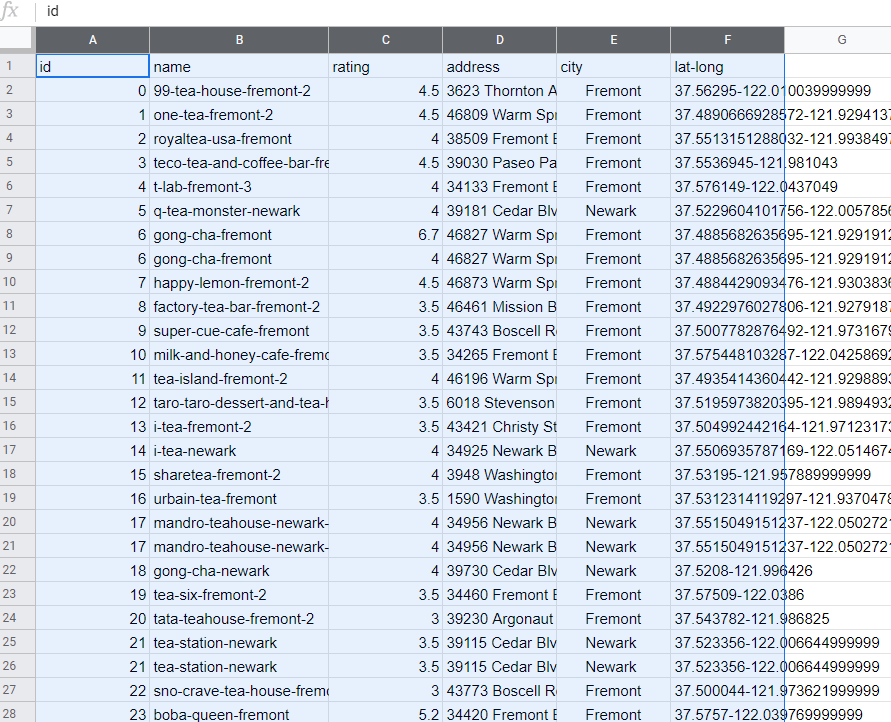 fx id
A B C D E F G
1 id name rating address city lat-long
2 0 99-tea-house-fremont-2 4.5 3623 Thornton A Fremont 37.56295-122.010039999999
3 1 one-tea-fremont-2 4.5 46809 Warm Spr Fremont 37.4890666928572-121.9294137
4 2 royaltea-usa-fremont 4 38509 Fremont B Fremont 37.5513151288032-121.9938497
5 3 teco-tea-and-coffee-bar-fre 4.5 39030 Paseo Pa Fremont 37.5536945-121.981043
6 4 t-lab-fremont-3 4 34133 Fremont B Fremont 37.576149-122.0437049
7 5 q-tea-monster-newark 4 39181 Cedar Blv Newark 37.5229604101756-122.0057856
8 6 gong-cha-fremont 6.7 46827 Warm Spr Fremont 37.4885682635695-121.9291912
9 6 gong-cha-fremont 4 46827 Warm Spr Fremont 37.4885682635695-121.9291912
10 7 happy-lemon-fremont-2 4.5 46873 Warm Spr Fremont 37.4884429093476-121.9303836
11 8 factory-tea-bar-fremont-2 3.5 46461 Mission B Fremont 37.4922976027806-121.9279187
12 9 super-cue-cafe-fremont 3.5 43743 Boscell R Fremont 37.5007782876492-121.9731679
13 10 milk-and-honey-cafe-fremo 3.5 34265 Fremont B Fremont 37.575448103287-122.04258692
14 11 tea-island-fremont-2 4 46196 Warm Spr Fremont 37.4935414360442-121.9298893
15 12 taro-taro-dessert-and-tea-h 3.5 6018 Stevenson Fremont 37.5195973820395-121.9894932
16 13 i-tea-fremont-2 3.5 43421 Christy St Fremont 37.504992442164-121.97123173
17 14 i-tea-newark 4 34925 Newark B Newark 37.5506935787169-122.0514674
18 15 sharetea-fremont-2 4 3948 Washington Fremont 37.53195-121.957889999999
19 16 urbain-tea-fremont 3.5 1590 Washington Fremont 37.5312314119297-121.9370478
20 17 mandro-teahouse-newark- 4 34956 Newark B Newark 37.5515049151237-122.0502721
21 17 mandro-teahouse-newark- 4 34956 Newark B Newark 37.5515049151237-122.0502721
22 18 gong-cha-newark 4 39730 Cedar Blv Newark 37.5208-121.996426
23 19 tea-six-fremont-2 3.5 34460 Fremont B Fremont 37.57509-122.0386
24 20 tata-teahouse-fremont-2 3 39230 Argonaut Fremont 37.543782-121.986825
25 21 tea-station-newark 3.5 39115 Cedar Blv Newark 37.523356-122.006644999999
26 21 tea-station-newark 3.5 39115 Cedar Blv Newark 37.523356-122.006644999999
27 22 sno-crave-tea-house-fremo 3 43773 Boscell R Fremont 37.500044-121.973621999999
28 23 boba-queen-fremont 5.2 34420 Fremont B Fremont 37.5757-122.039769999999